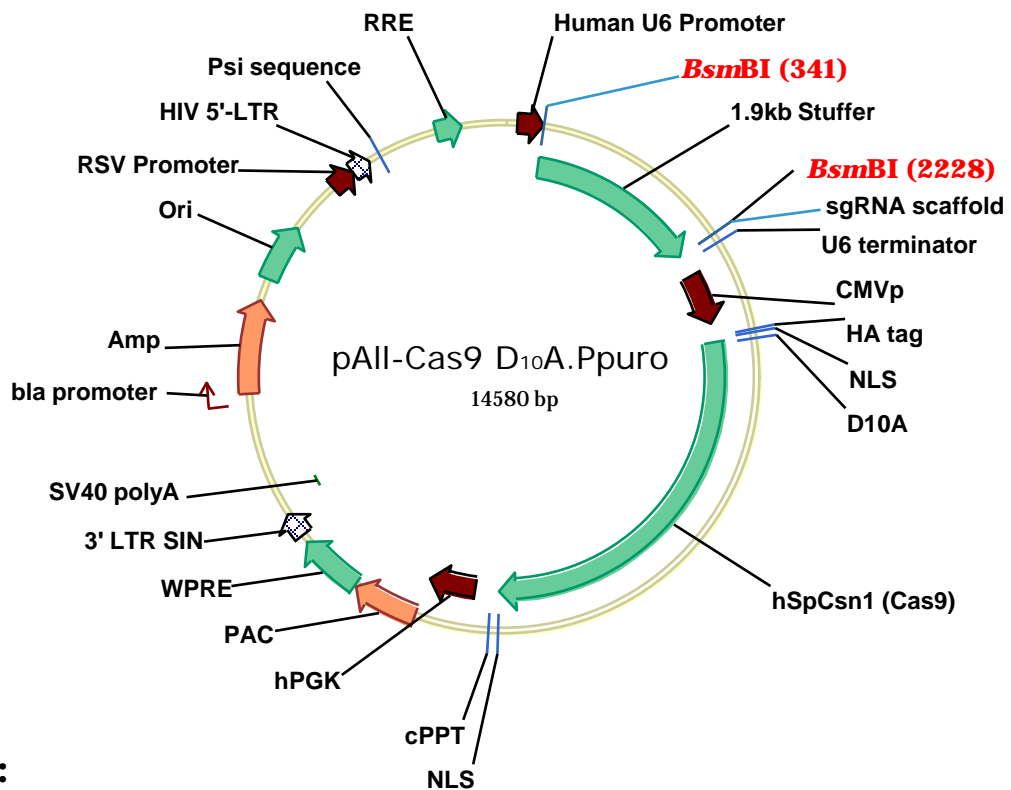 RRE
Human U6 Promoter
Psi sequence
BsmBI (341)
HIV 5'-LTR
1.9kb Stuffer
RSV Promoter
BsmBI (2228)
Ori
sgRNA scaffold
U6 terminator
CMVp
HA tag
Amp
pAll-Cas9 D₁₀A.Ppuro
NLS
bla promoter
14580 bp
D10A
SV40 polyA
3' LTR SIN
WPRE
hSpCsn1 (Cas9)
PAC
hPGK
cPPT
NLS
: